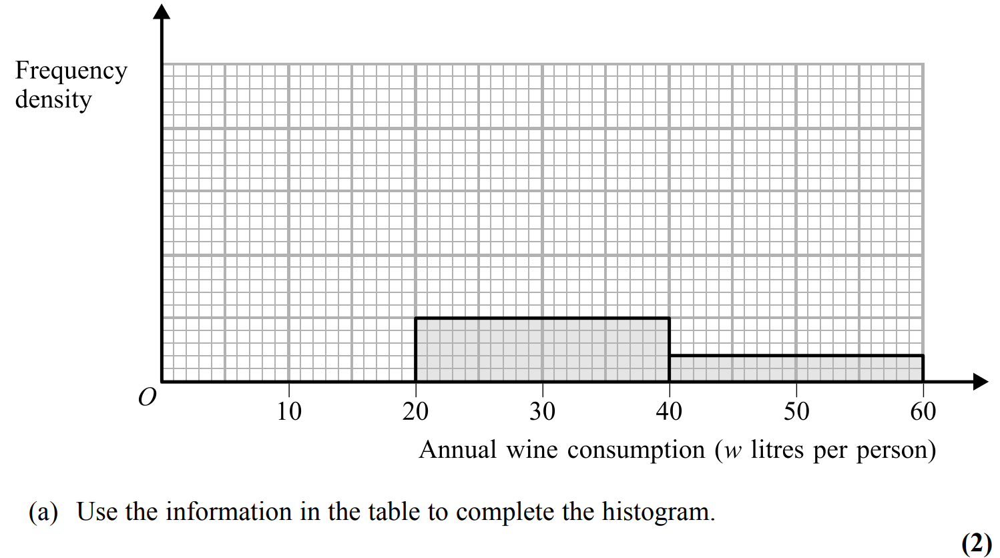 Frequency
density
O
10 20 30 40 50 60
Annual wine consumption (w litres per person)
(a) Use the information in the table to complete the histogram.
(2)